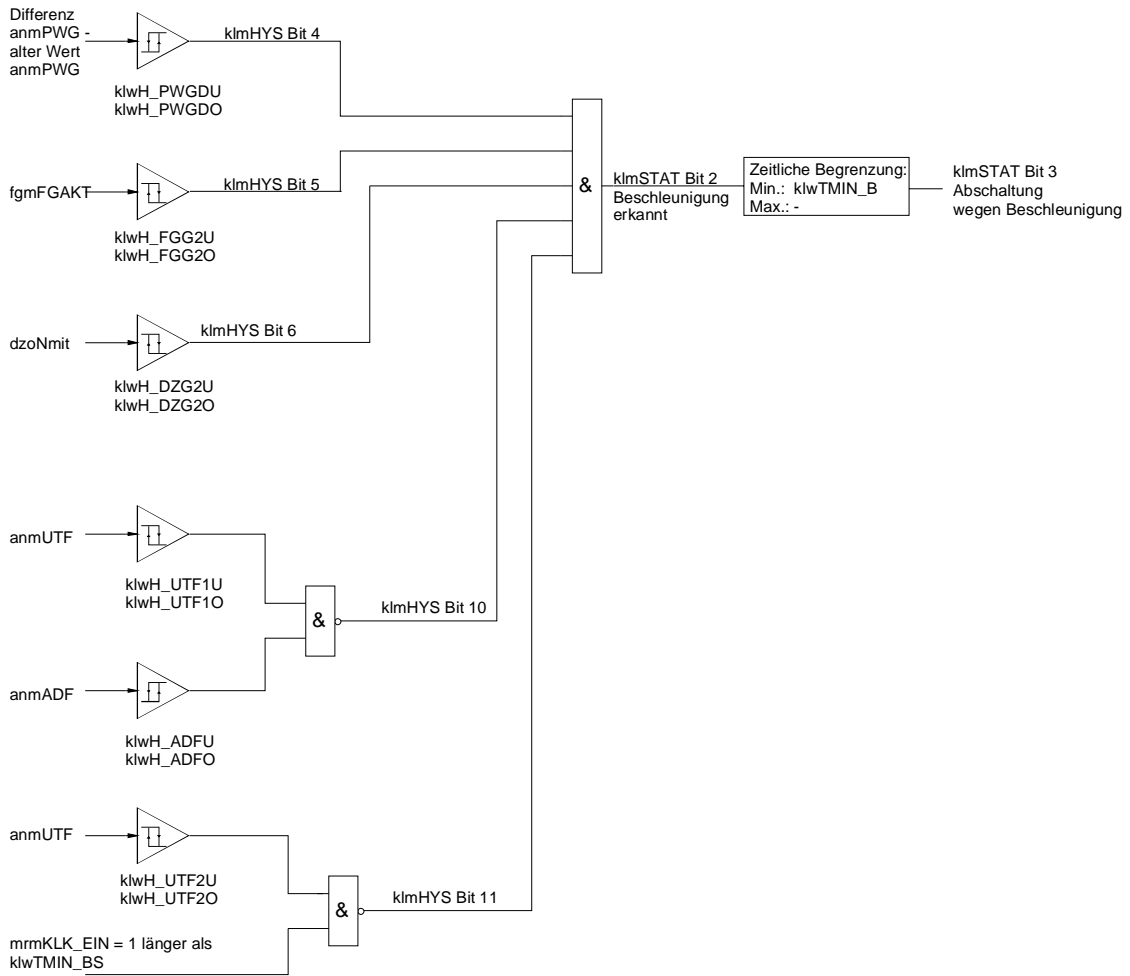 Differenz
anmPWG -
alter Wert
anmPWG
klmHYS Bit 4
klwH_PWGDU
klwH_PWGDO
fgmFGAKT
klmHYS Bit 5
klwH_FGG2U
klwH_FGG2O
dzoNmit
klmHYS Bit 6
klwH_DZG2U
klwH_DZG2O
&
klmSTAT Bit 2
Beschleunigung
erkannt
Zeitliche Begrenzung:
Min.: klwTMIN_B
Max.: -
klmSTAT Bit 3
Abschaltung
wegen Beschleunigung
anmUTF
klwH_UTF1U
klwH_UTF1O
&
klmHYS Bit 10
anmADF
klwH_ADFU
klwH_ADFO
anmUTF
klwH_UTF2U
klwH_UTF2O
&
klmHYS Bit 11
mrmKLK_EIN = 1 länger als
klwTMIN_BS